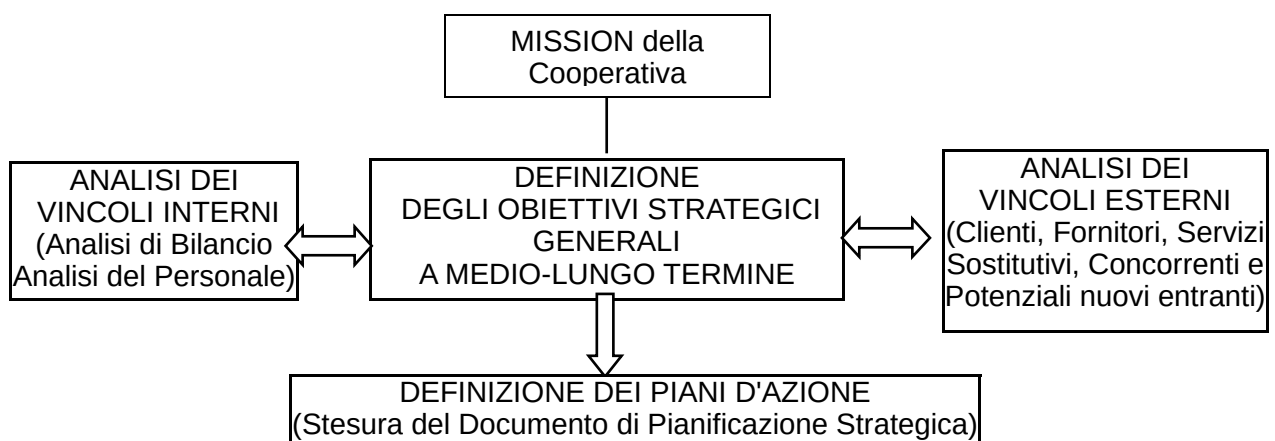 MISSION della
Cooperativa
ANALISI DEI
VINCOLI INTERNI
(Analisi di Bilancio
Analisi del Personale)
DEFINIZIONE
DEGLI OBIETTIVI STRATEGICI
GENERALI
A MEDIO-LUNGO TERMINE
ANALISI DEI
VINCOLI ESTERNI
(Clienti, Fornitori, Servizi
Sostitutivi, Concorrenti e
Potenziali nuovi entranti)
DEFINIZIONE DEI PIANI D'AZIONE
(Stesura del Documento di Pianificazione Strategica)